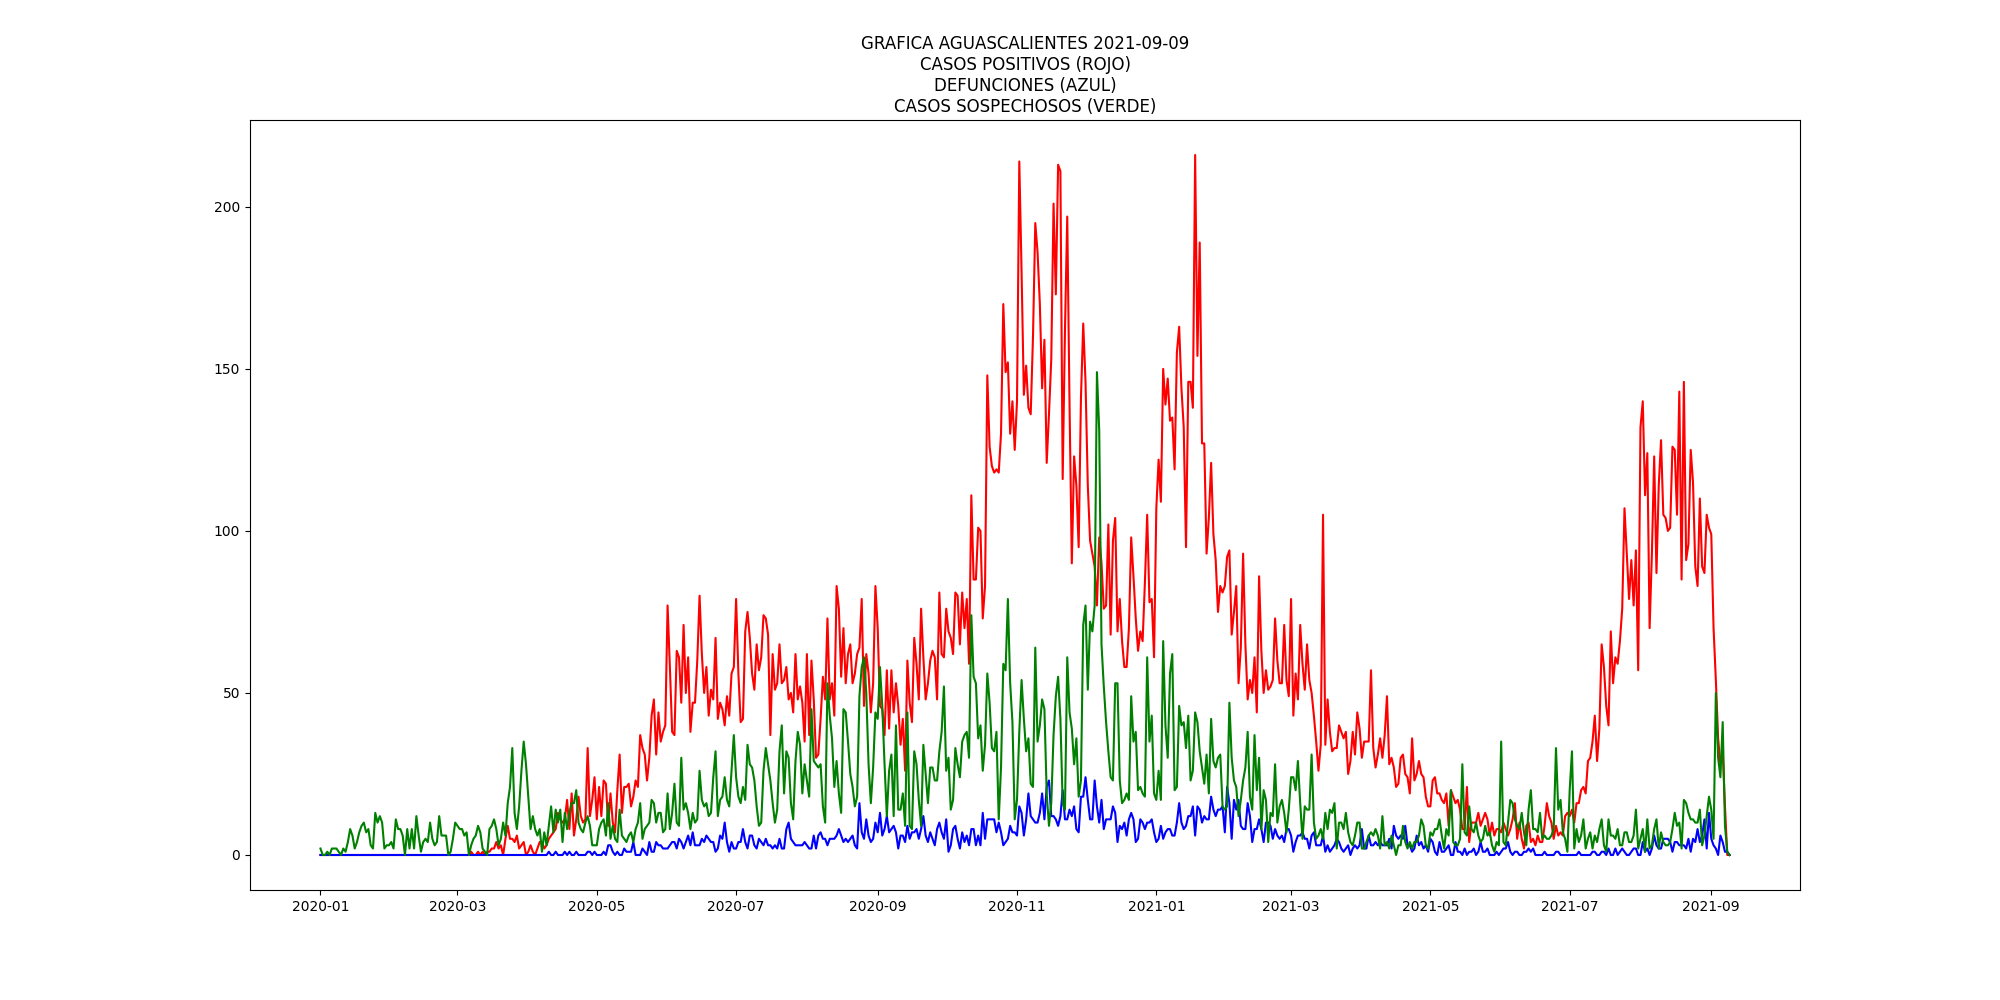 GRAFICA AGUASCALIENTES 2021-09-09
CASOS POSITIVOS (ROJO)
DEFUNCIONES (AZUL)
CASOS SOSPECHOSOS (VERDE)
200
150
100
50
0
2020-01 2020-03 2020-05 2020-07 2020-09 2020-11 2021-01 2021-03 2021-05 2021-07 2021-09